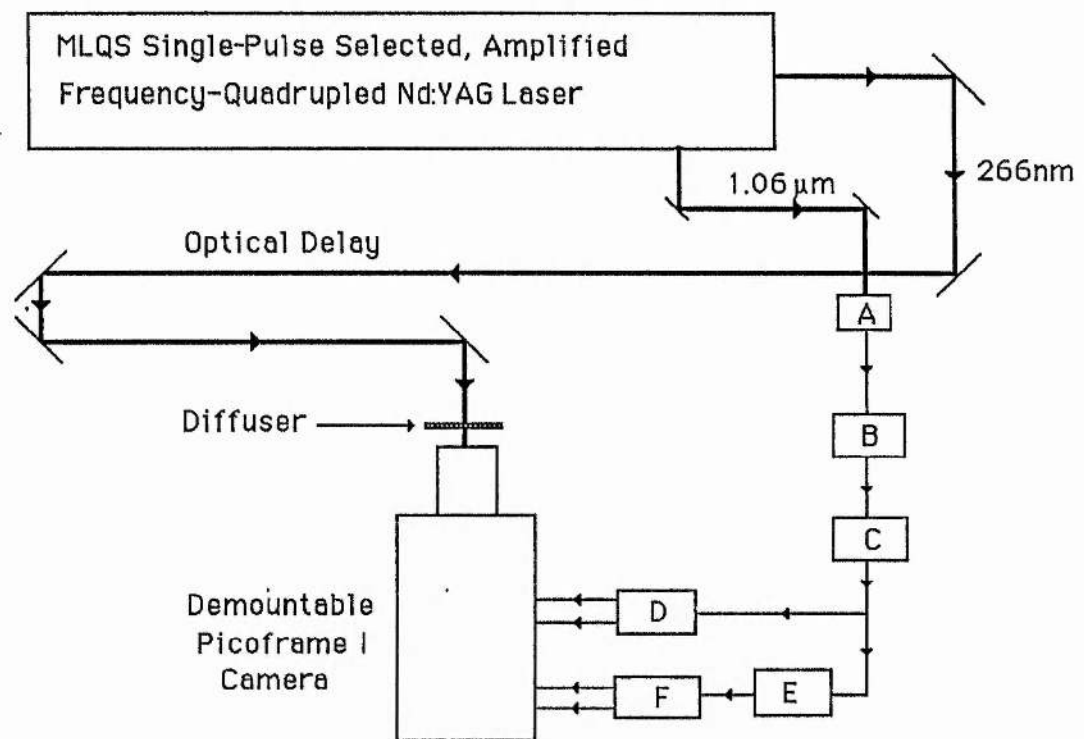 MLQS Single-Pulse Selected, Amplified
Frequency-Quadrupled Nd:YAG Laser
266nm
1.06 µm
Optical Delay
A
Diffuser
B
C
D
Demountable
Picoframe I
Camera
F
E